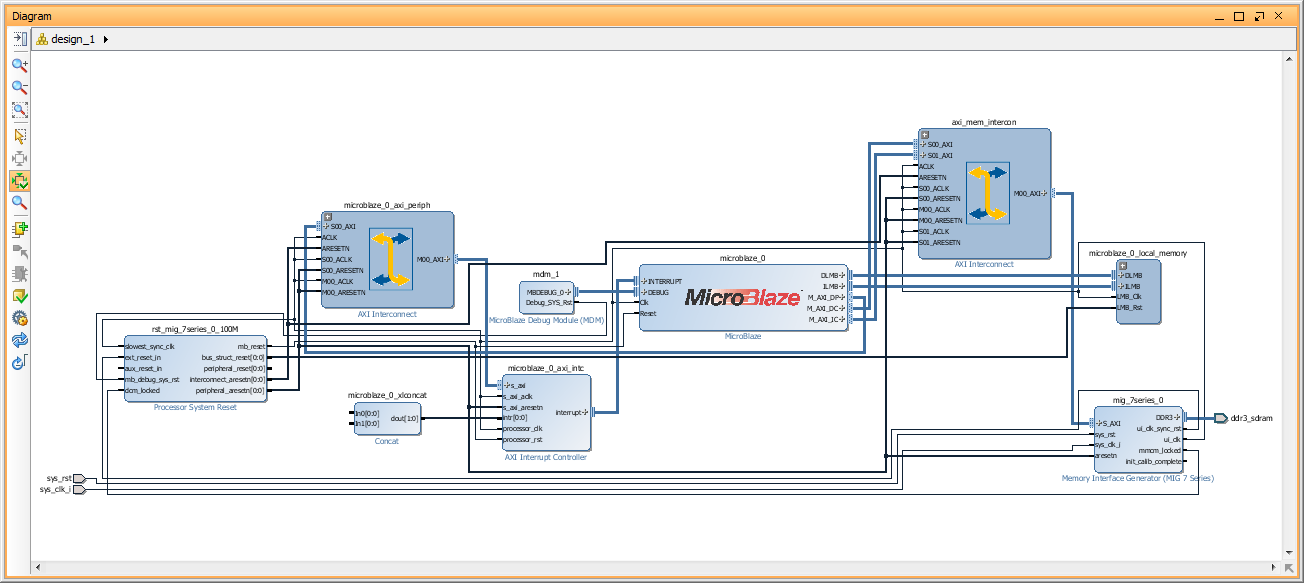 Diagram
design_1
axi_mem_intercon
S00_AXI
S01_AXI
ACLK
ARESETN
S00_ACLK
S00_ARESETN
M00_ACLK
M00_ARESETN
S01_ACLK
S01_ARESETN
M00_AXI
AXI Interconnect
microblaze_0_axi_periph
S00_AXI
ACLK
ARESETN
S00_ACLK
S00_ARESETN
M00_ACLK
M00_ARESETN
M00_AXI
AXI Interconnect
mdm_1
MBDEBUG_0
Debug_SYS_Rst
MicroBlaze Debug Module (MDM)
microblaze_0
INTERRUPT
DEBUG
Clk
Reset
MicroBlaze
DLMB
ILMB
M_AXI_DP
M_AXI_DC
M_AXI_IC
MicroBlaze
microblaze_0_local_memory
DLMB
ILMB
LMB_Clk
LMB_Rst
rst_mig_7series_0_100M
slowest_sync_clk
ext_reset_in
aux_reset_in
mb_debug_sys_rst
dcm_locked
mb_reset
bus_struct_reset[0:0]
peripheral_reset[0:0]
interconnect_aresetn[0:0]
peripheral_aresetn[0:0]
Processor System Reset
microblaze_0_xlconcat
In0[0:0]
In1[0:0]
dout[1:0]
Concat
microblaze_0_axi_intc
s_axi
s_axi_aclk
s_axi_aresetn
intr[0:0]
processor_clk
processor_rst
interrupt
AXI Interrupt Controller
mig_7series_0
S_AXI
sys_rst
sys_clk_i
aresetn
DDR3
ui_clk_sync_rst
ui_clk
mmcm_locked
init_calib_complete
Memory Interface Generator (MIG 7 Series)
ddr3_sdram
sys_rst
sys_clk_i